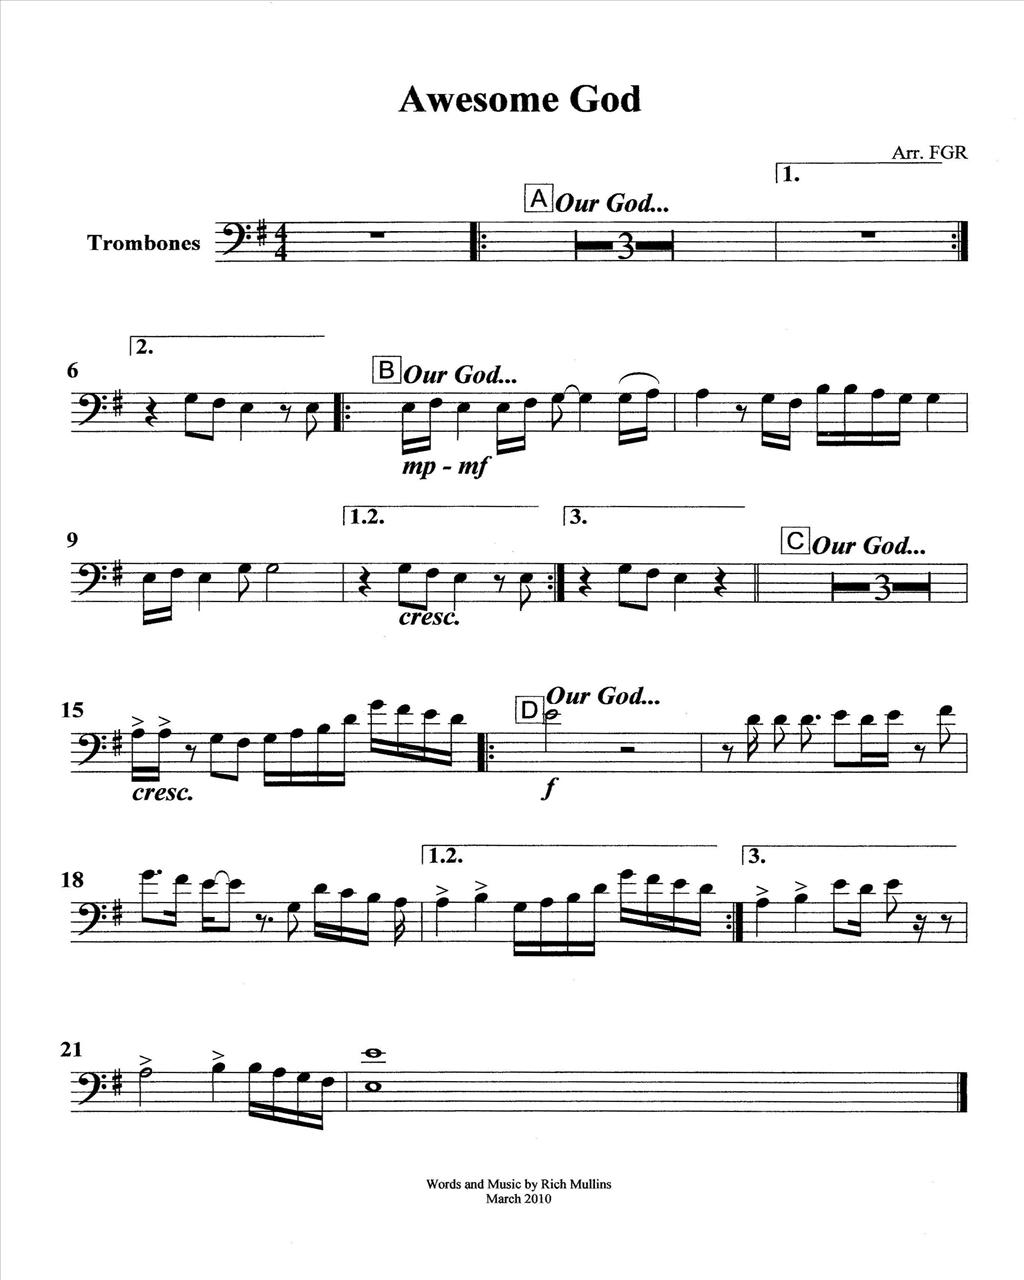 Awesome God
Arr. FGR
1.
A Our God...
Trombones 4/4 3
2.
6
B Our God...
mp - mf
9
1.2.
3.
C Our God...
3
cresc.
15
D Our God...
cresc.
f
18
1.2.
3.
21
Words and Music by Rich Mullins
March 2010